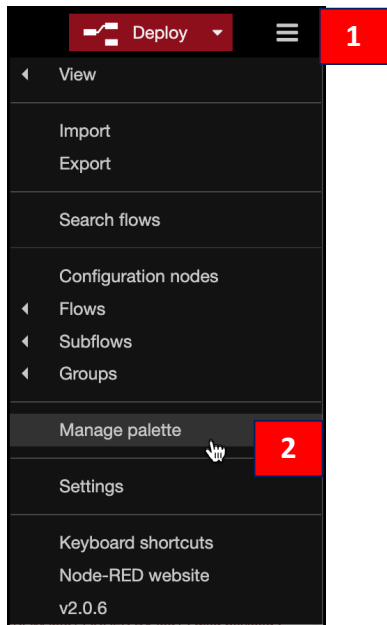 Deploy
1
View
Import
Export
Search flows
Configuration nodes
Flows
Subflows
Groups
Manage palette
2
Settings
Keyboard shortcuts
Node-RED website
v2.0.6